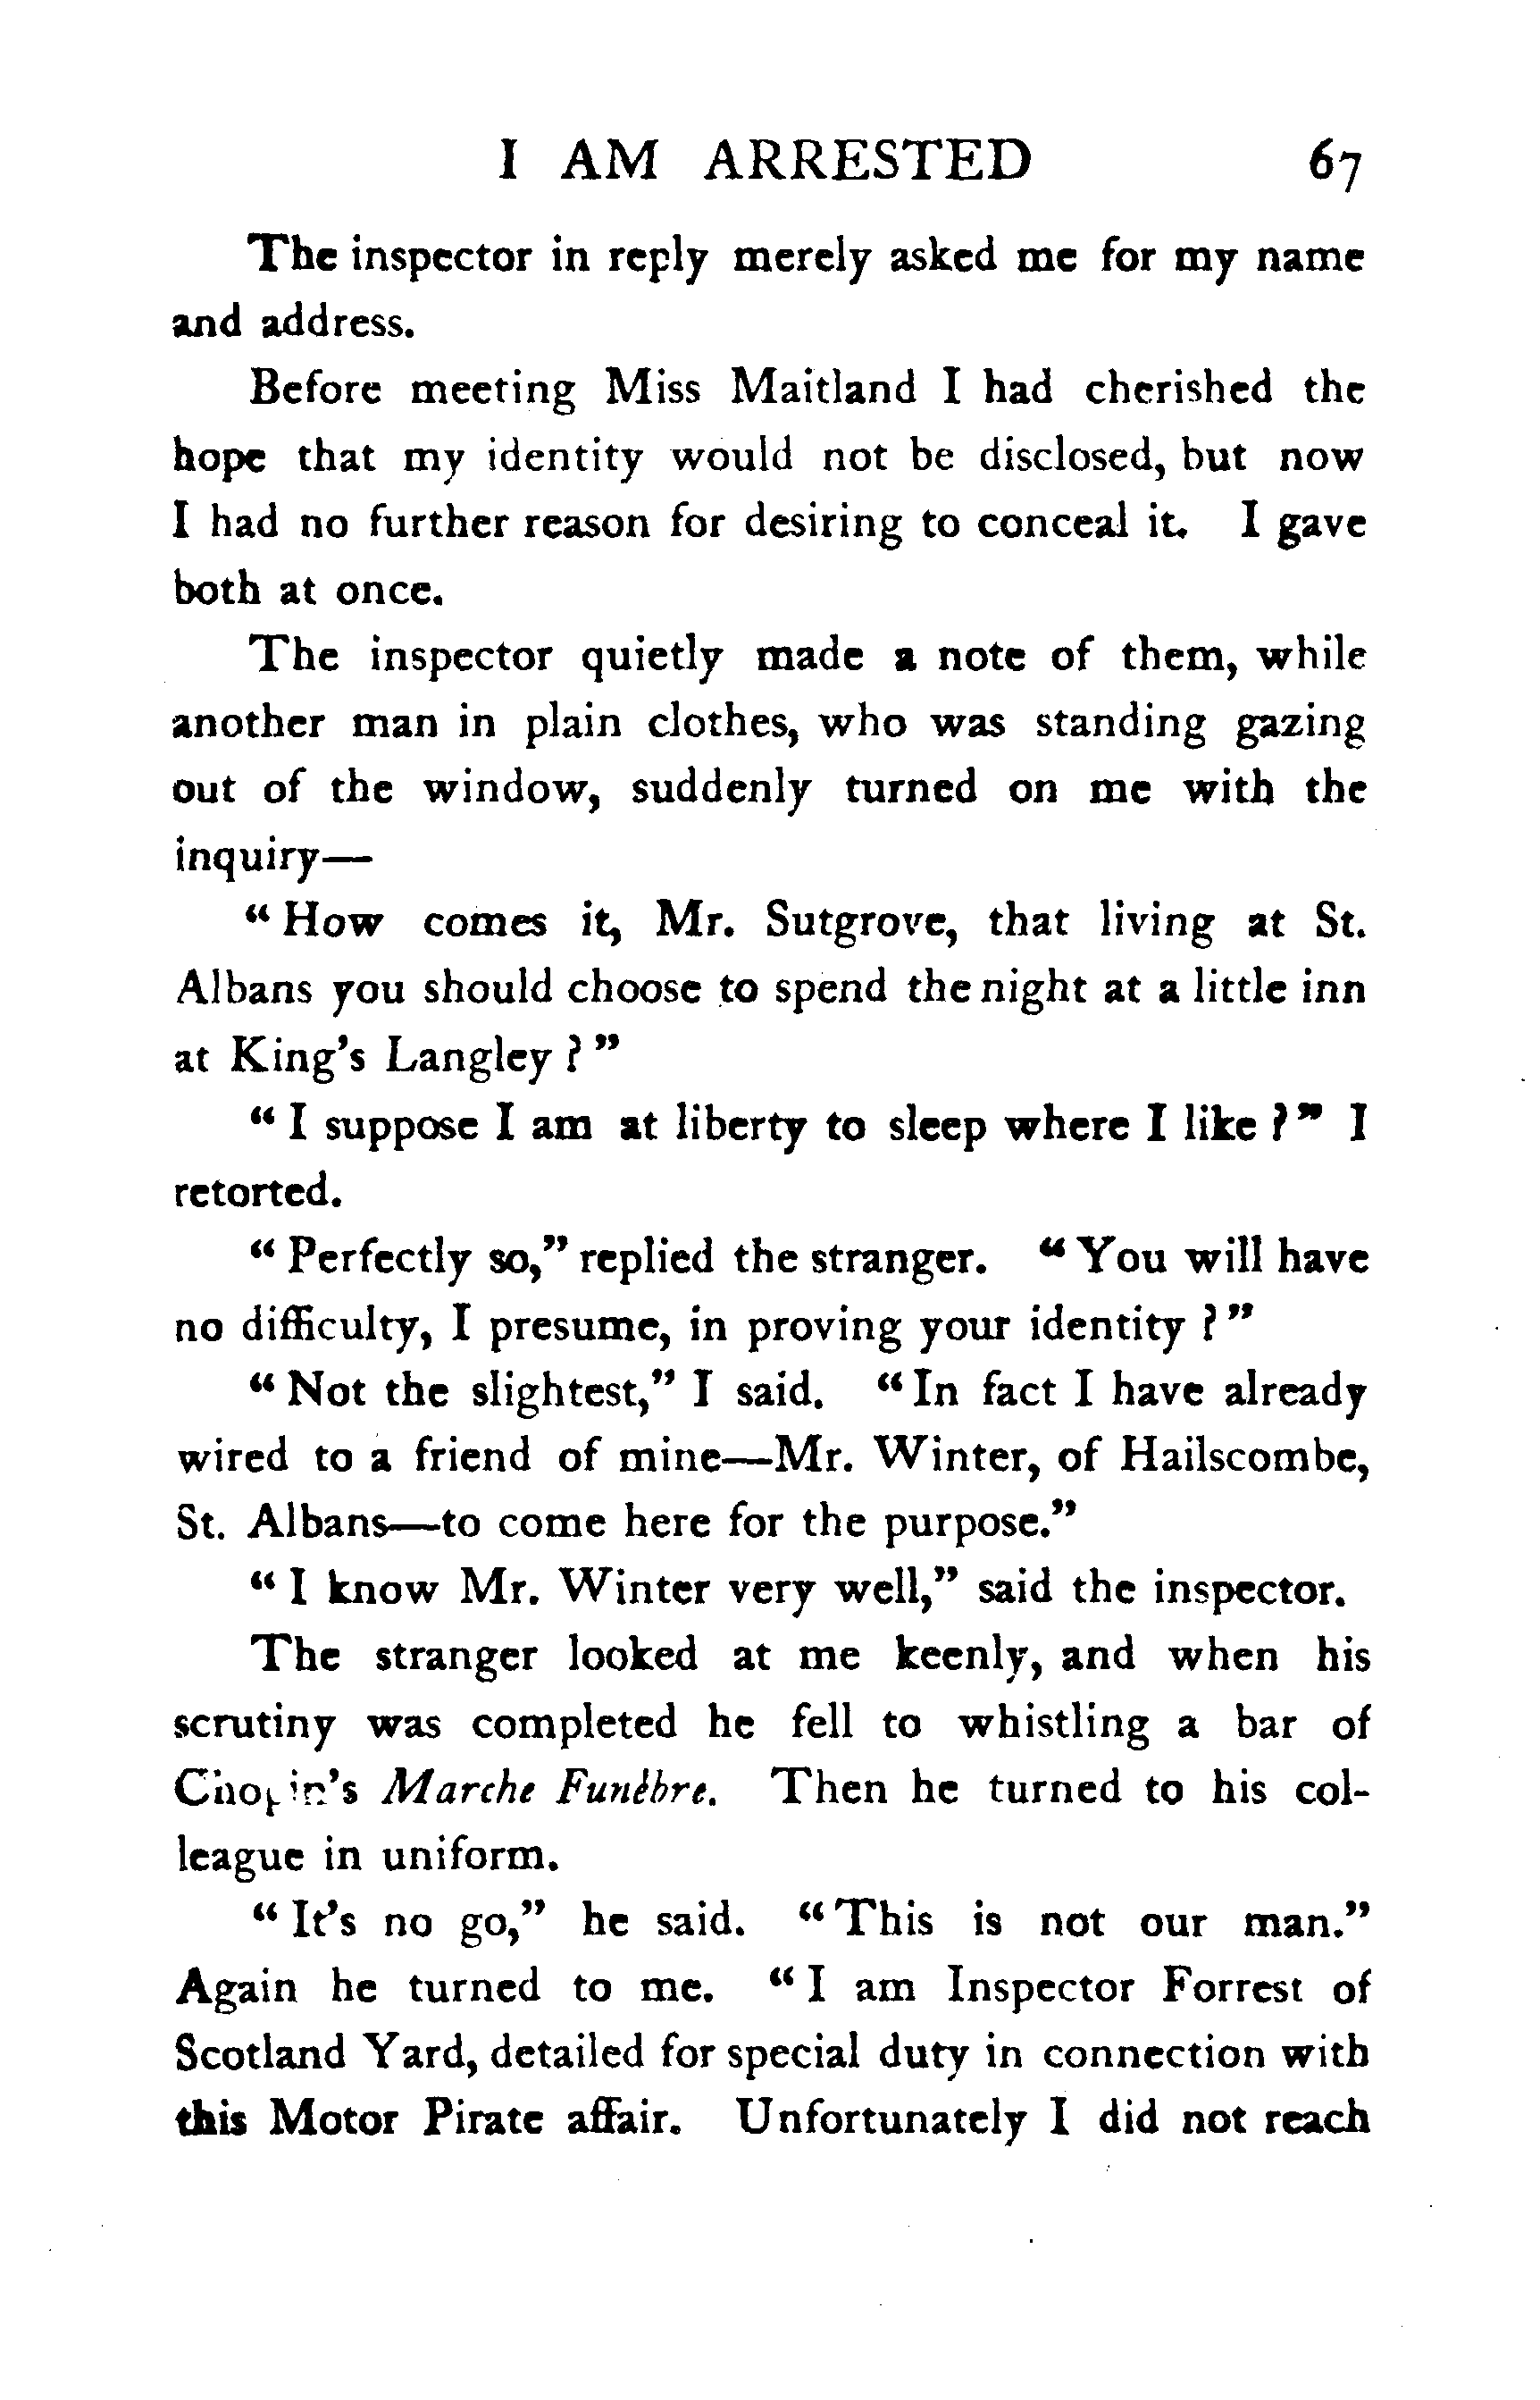 I AM ARRESTED 67
The inspector in reply merely asked me for my name
and address.
Before meeting Miss Maitland I had cherished the
hope that my identity would not be disclosed, but now
I had no further reason for desiring to conceal it. I gave
both at once.
The inspector quietly made a note of them, while
another man in plain clothes, who was standing gazing
out of the window, suddenly turned on me with the
inquiry—
“ How comes it, Mr. Sutgrove, that living at St.
Albans you should choose to spend the night at a little inn
at King’s Langley ? ”
“ I suppose I am at liberty to sleep where I like ? ” I
retorted.
“ Perfectly so,” replied the stranger. “ You will have
no difficulty, I presume, in proving your identity ? ”
“ Not the slightest,” I said. “ In fact I have already
wired to a friend of mine—Mr. Winter, of Hailscombe,
St. Albans—to come here for the purpose.”
“ I know Mr. Winter very well,” said the inspector.
The stranger looked at me keenly, and when his
scrutiny was completed he fell to whistling a bar of
Chopin’s Marche Funèbre. Then he turned to his col-
league in uniform.
“ It’s no go,” he said. “ This is not our man.”
Again he turned to me. “ I am Inspector Forrest of
Scotland Yard, detailed for special duty in connection with
this Motor Pirate affair. Unfortunately I did not reach